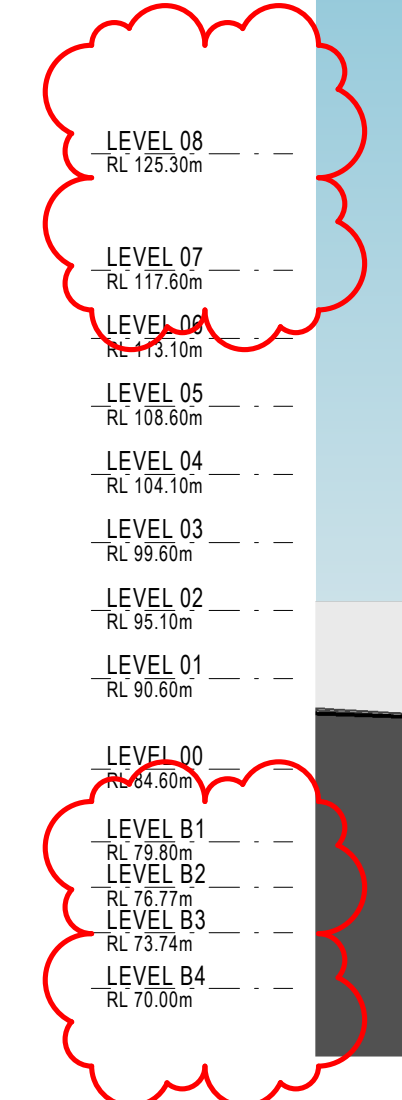 LEVEL 08
RL 125.30m
LEVEL 07
RL 117.60m
LEVEL 06
RL 113.10m
LEVEL 05
RL 108.60m
LEVEL 04
RL 104.10m
LEVEL 03
RL 99.60m
LEVEL 02
RL 95.10m
LEVEL 01
RL 90.60m
LEVEL 00
RL 84.60m
LEVEL B1
RL 79.80m
LEVEL B2
RL 76.77m
LEVEL B3
RL 73.74m
LEVEL B4
RL 70.00m